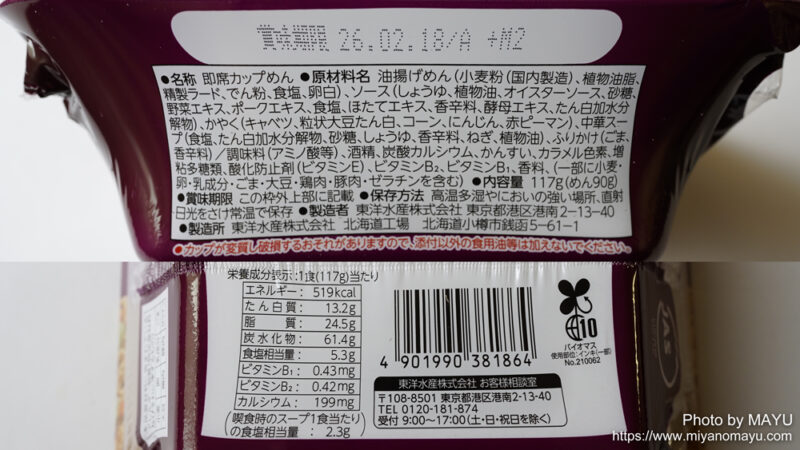 賞味期限 26.02.18/A +M2
●名称 即席カップめん ●原材料名 油揚げめん(小麦粉(国内製造)、植物油脂、
精製ラード、でん粉、食塩、卵白)、ソース(しょうゆ、植物油、オイスターソース、砂糖、
野菜エキス、ポークエキス、食塩、ほたてエキス、香辛料、酵母エキス、たん白加水分
解物)、かやく(キャベツ、粒状大豆たん白、コーン、にんじん、赤ピーマン)、中華スー
プ(食塩、たん白加水分解物、砂糖、しょうゆ、香辛料、ねぎ、植物油)、ふりかけ(ごま、
香辛料)/調味料(アミノ酸等)、酒精、炭酸カルシウム、かんすい、カラメル色素、増
粘多糖類、酸化防止剤(ビタミンE)、ビタミンB₂、ビタミンB₁、香料、(一部に小麦・
卵・乳成分・ごま・大豆・鶏肉・豚肉・ゼラチンを含む) ●内容量 117g(めん90g)
●賞味期限 この枠外上部に記載 ●保存方法 高温多湿やにおいの強い場所、直射
日光をさけ常温で保存 ●製造者 東洋水産株式会社 東京都港区港南2-13-40
●製造所 東洋水産株式会社 北海道工場 北海道小樽市銭函5-61-1
●カップが変質し破損するおそれがありますので、添付以外の食用油等は加えないでください。
栄養成分表示:1食(117g)当たり
エネルギー: 519kcal
たん白質: 13.2g
脂質: 24.5g
炭水化物: 61.4g
食塩相当量: 5.3g
ビタミンB₁: 0.43mg
ビタミンB₂: 0.42mg
カルシウム: 199mg
(喫食時のスープ1食当たり
の食塩相当量: 2.3g)
4 901990 381864
東洋水産株式会社 お客様相談室
〒108-8501 東京都港区港南2-13-40
TEL 0120-181-874
受付 9:00〜17:00(土・日・祝日を除く)
10
バイオマス
使用部位:インキ(一部)
No.210062
Photo by MAYU
https://www.miyanomayu.com/